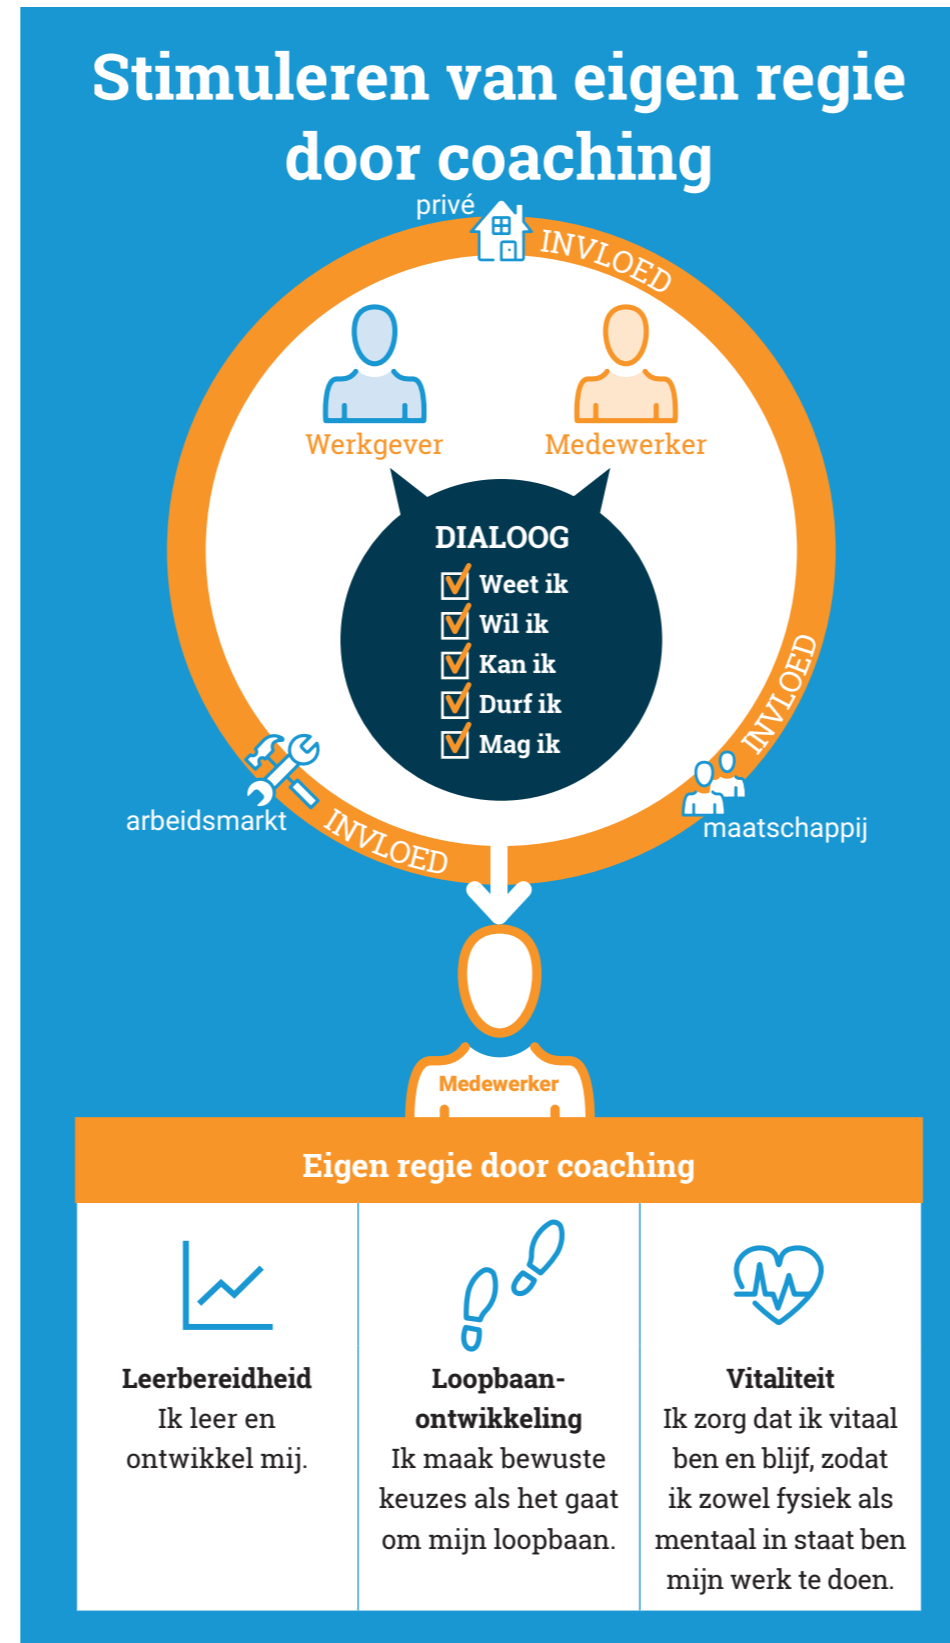 Stimuleren van eigen regie
door coaching
privé
INVLOED
Werkgever
Medewerker
DIALOOG
Weet ik
Wil ik
Kan ik
Durf ik
Mag ik
INVLOED
arbeidsmarkt
INVLOED
maatschappij
Medewerker
Eigen regie door coaching
Leerbereidheid
Ik leer en
ontwikkel mij.
Loopbaan-
ontwikkeling
Ik maak bewuste
keuzes als het gaat
om mijn loopbaan.
Vitaliteit
Ik zorg dat ik vitaal
ben en blijf, zodat
ik zowel fysiek als
mentaal in staat ben
mijn werk te doen.